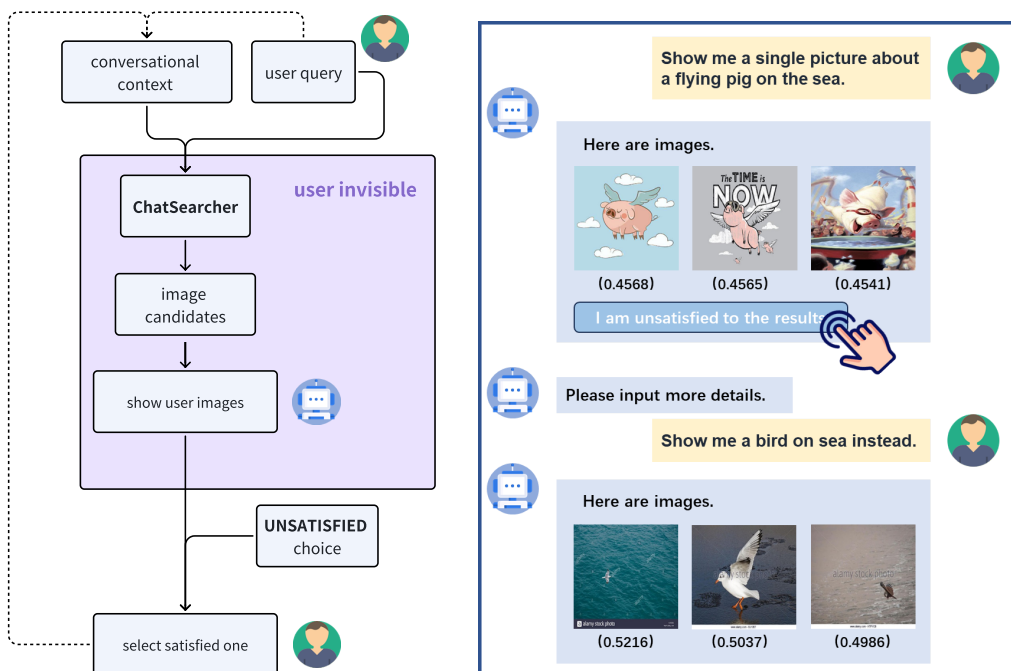 conversational
context
user query
user invisible
ChatSearcher
image
candidates
show user images
UNSATISFIED
choice
select satisfied one
Show me a single picture about
a flying pig on the sea.
Here are images.
The TIME is
NOW
(0.4568)
(0.4565)
(0.4541)
I am unsatisfied to the results
Please input more details.
Show me a bird on sea instead.
Here are images.
alamy stock photo
alamy stock photo
(0.5216)
(0.5037)
(0.4986)